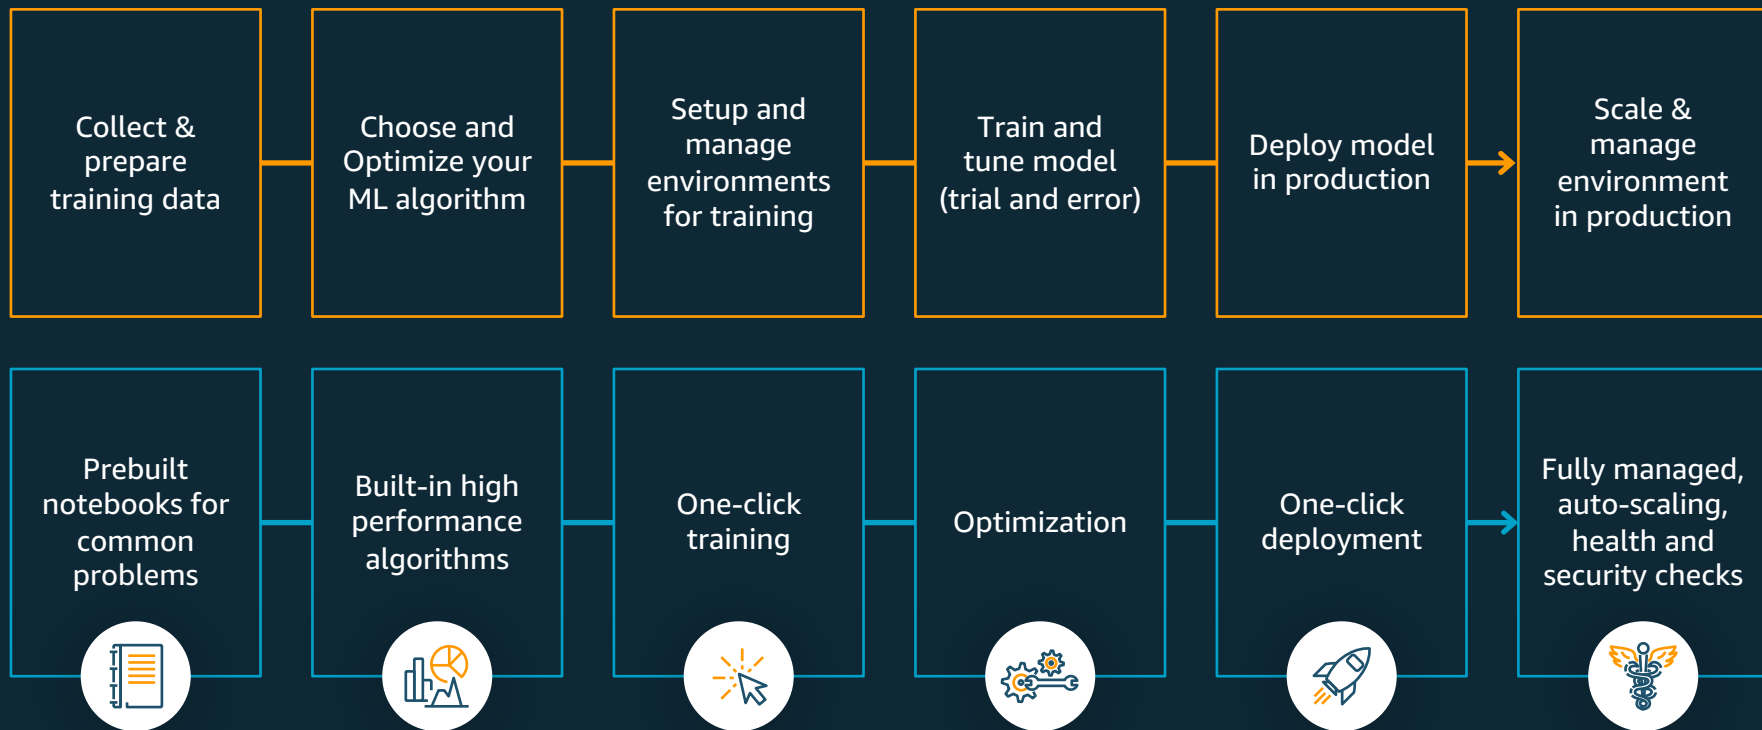 Collect &
prepare
training data
Choose and
Optimize your
ML algorithm
Setup and
manage
environments
for training
Train and
tune model
(trial and error)
Deploy model
in production
Scale &
manage
environment
in production
Prebuilt
notebooks for
common
problems
Built-in high
performance
algorithms
One-click
training
Optimization
One-click
deployment
Fully managed,
auto-scaling,
health and
security checks